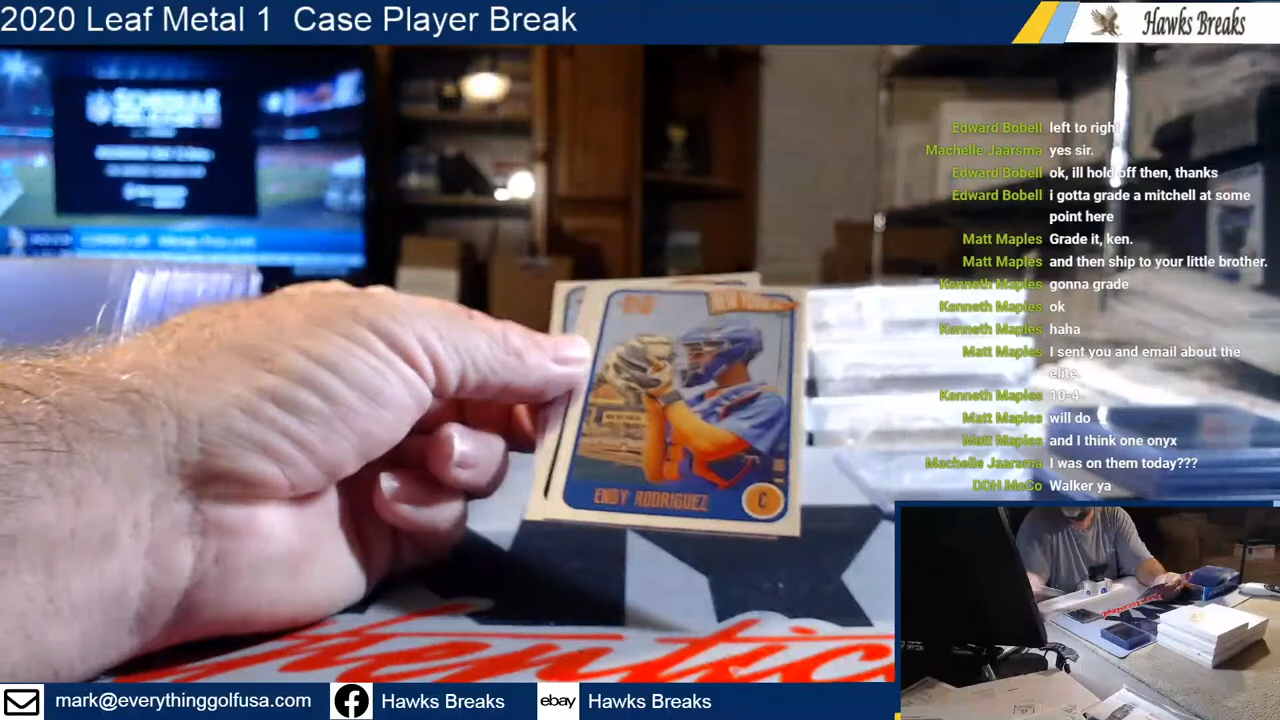 2020 Leaf Metal 1 Case Player Break
Hawks Breaks
SCHEDULE
Edward Bobell left to right
Machelle Jaarsma yes sir.
Edward Bobell ok, ill hold off then, thanks
Edward Bobell i gotta grade a mitchell at some
point here
Matt Maples Grade it, ken.
Matt Maples and then ship to your little brother.
Kenneth Maples gonna grade
Kenneth Maples ok
Kenneth Maples haha
Matt Maples I sent you and email about the
elite.
Kenneth Maples 10-4
Matt Maples will do
Matt Maples and I think one onyx
Machelle Jaarsma I was on them today???
DDH MoCo Walker ya
ENDY RODRIGUEZ
C
mark@everythinggolfusa.com
Hawks Breaks
ebay
Hawks Breaks